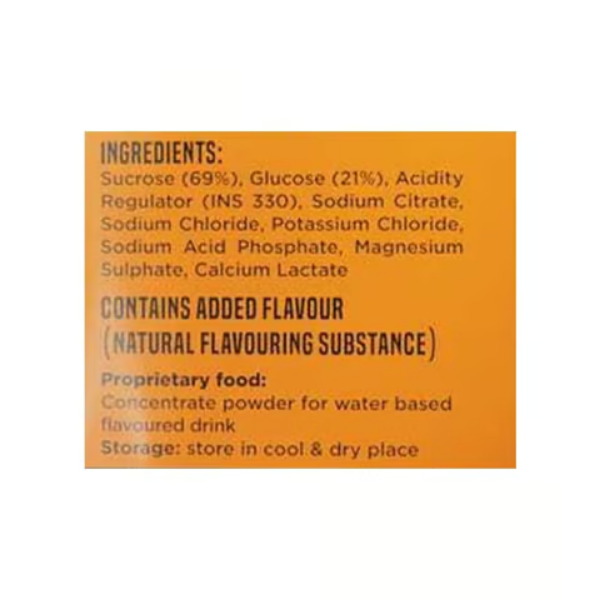 INGREDIENTS:
Sucrose (69%), Glucose (21%), Acidity
Regulator (INS 330), Sodium Citrate,
Sodium Chloride, Potassium Chloride,
Sodium Acid Phosphate, Magnesium
Sulphate, Calcium Lactate
CONTAINS ADDED FLAVOUR
(NATURAL FLAVOURING SUBSTANCE)
Proprietary food:
Concentrate powder for water based
flavoured drink
Storage: store in cool & dry place